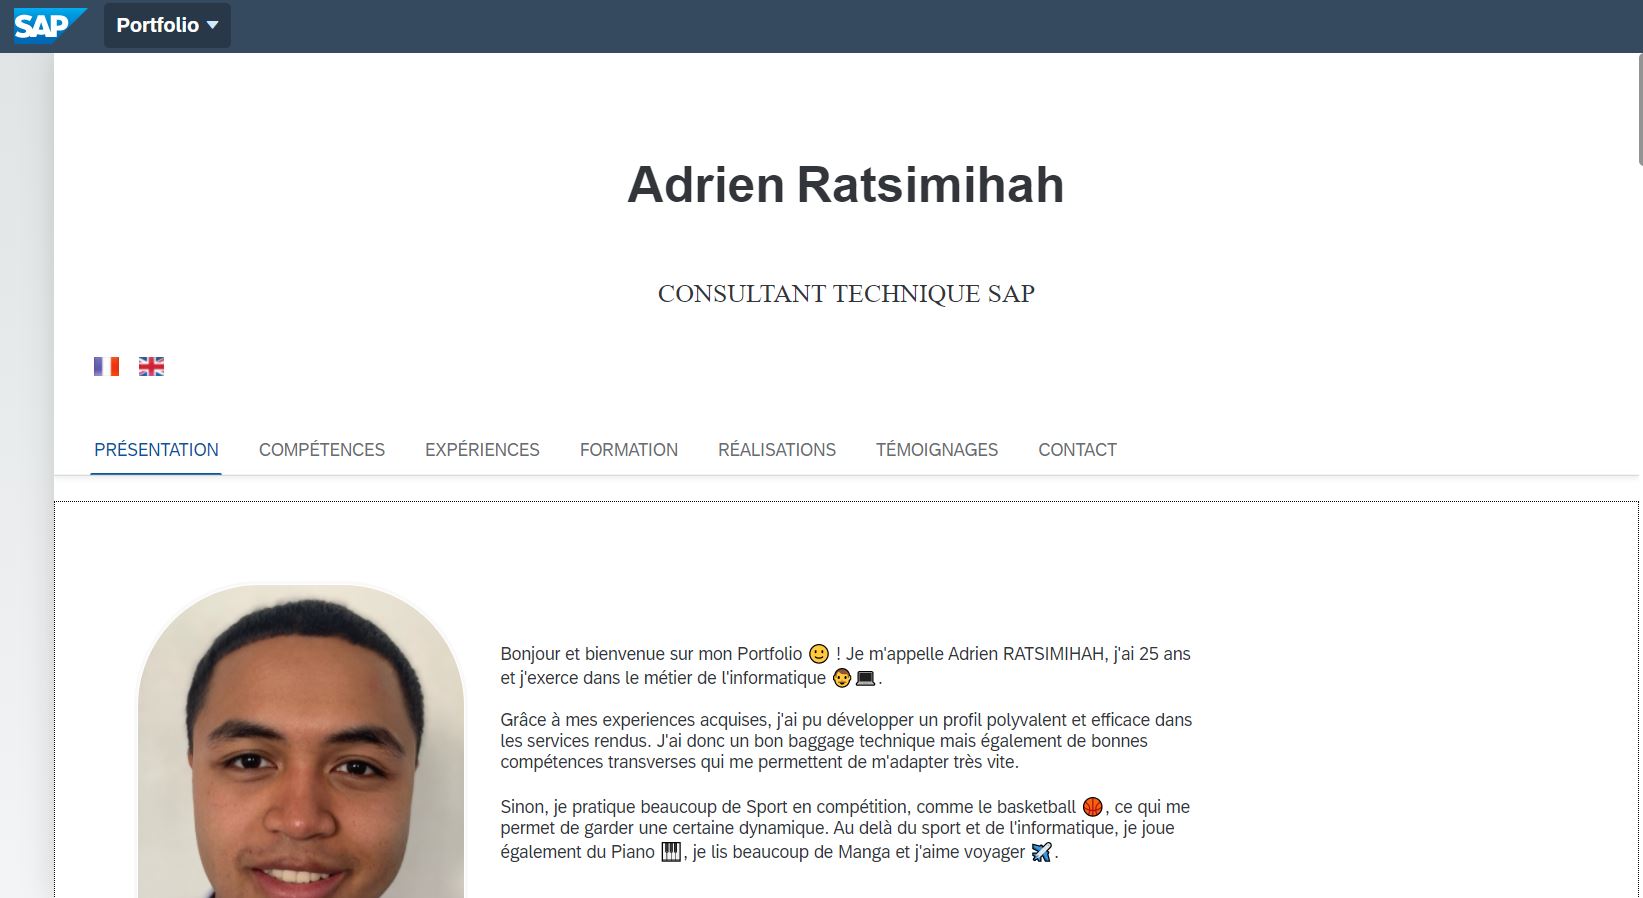 SAP Portfolio
Adrien Ratsimihah
CONSULTANT TECHNIQUE SAP
PRÉSENTATION COMPÉTENCES EXPÉRIENCES FORMATION RÉALISATIONS TÉMOIGNAGES CONTACT
Bonjour et bienvenue sur mon Portfolio 🙂 ! Je m'appelle Adrien RATSIMIHAH, j'ai 25 ans
et j'exerce dans le métier de l'informatique 👨💻.
Grâce à mes experiences acquises, j'ai pu développer un profil polyvalent et efficace dans
les services rendus. J'ai donc un bon baggage technique mais également de bonnes
compétences transverses qui me permettent de m'adapter très vite.
Sinon, je pratique beaucoup de Sport en compétition, comme le basketball 🏀, ce qui me
permet de garder une certaine dynamique. Au delà du sport et de l'informatique, je joue
également du Piano 🎹, je lis beaucoup de Manga et j'aime voyager ✈️.